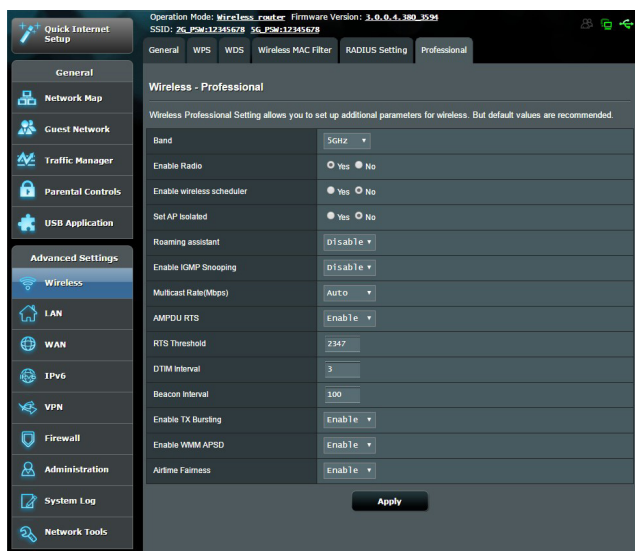 Operation Mode: Wireless router Firmware Version: 3.0.0.4.380_3594
SSID: 2G_PSW:12345678 5G_PSW:12345678
Quick Internet
Setup
General
Network Map
Guest Network
Traffic Manager
Parental Controls
USB Application
Advanced Settings
Wireless
LAN
WAN
IPv6
IPv6
VPN
Firewall
Administration
System Log
Network Tools
General WPS WDS Wireless MAC Filter RADIUS Setting Professional
Wireless - Professional
Wireless Professional Setting allows you to set up additional parameters for wireless. But default values are recommended.
Band 5GHz
Enable Radio Yes No
Enable wireless scheduler Yes No
Set AP Isolated Yes No
Roaming assistant Disable
Enable IGMP Snooping Disable
Multicast Rate(Mbps) Auto
AMPDU RTS Enable
RTS Threshold 2347
DTIM Interval 3
Beacon Interval 100
Enable TX Bursting Enable
Enable WMM APSD Enable
Airtime Fairness Enable
Apply